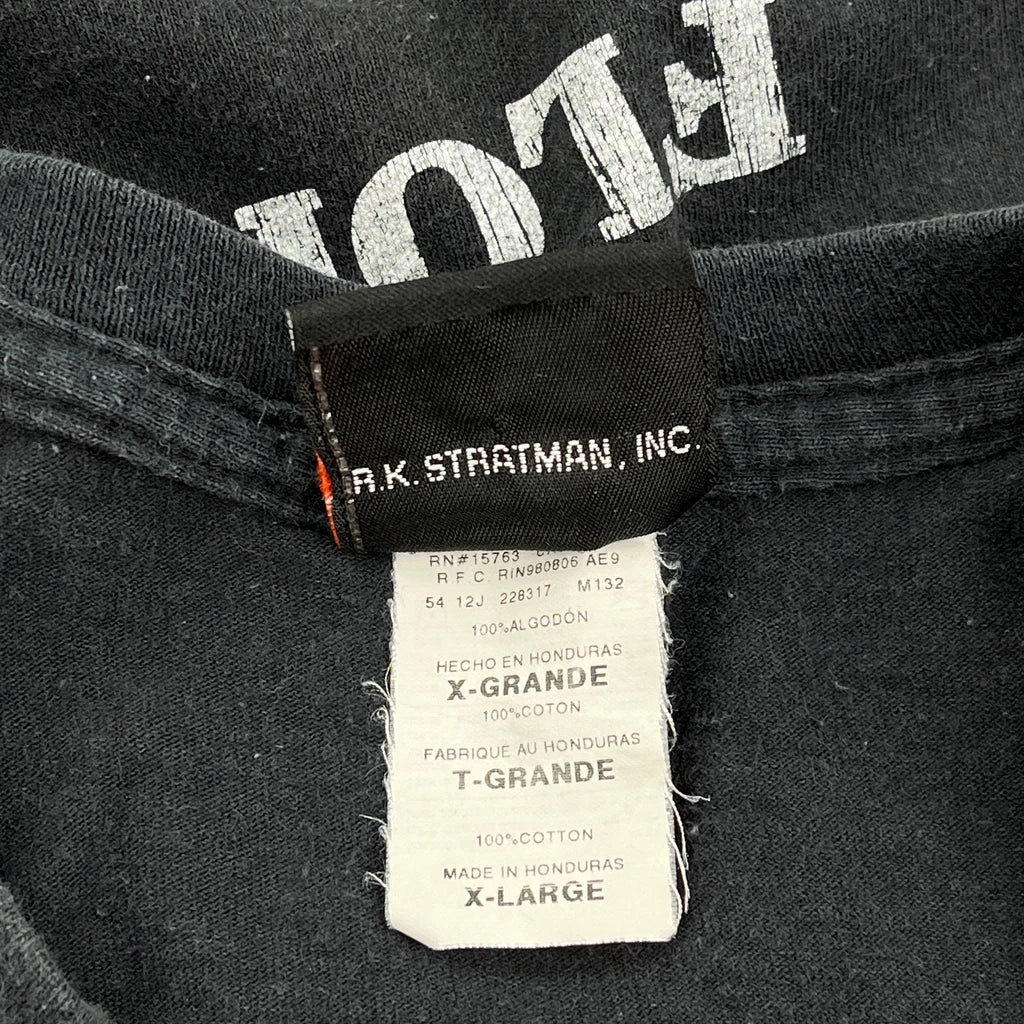 FLO
R.K. STRATMAN, INC.
RN#15763
R F C. RIN980806 AE9
54 12J 228317 M132
100%ALGODÓN
HECHO EN HONDURAS
X-GRANDE
100%COTON
FABRIQUE AU HONDURAS
T-GRANDE
100%COTTON
MADE IN HONDURAS
X-LARGE